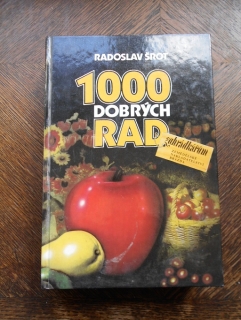 RADOSLAV ŠROT
1000
DOBRÝCH
RAD
zahrádkářům